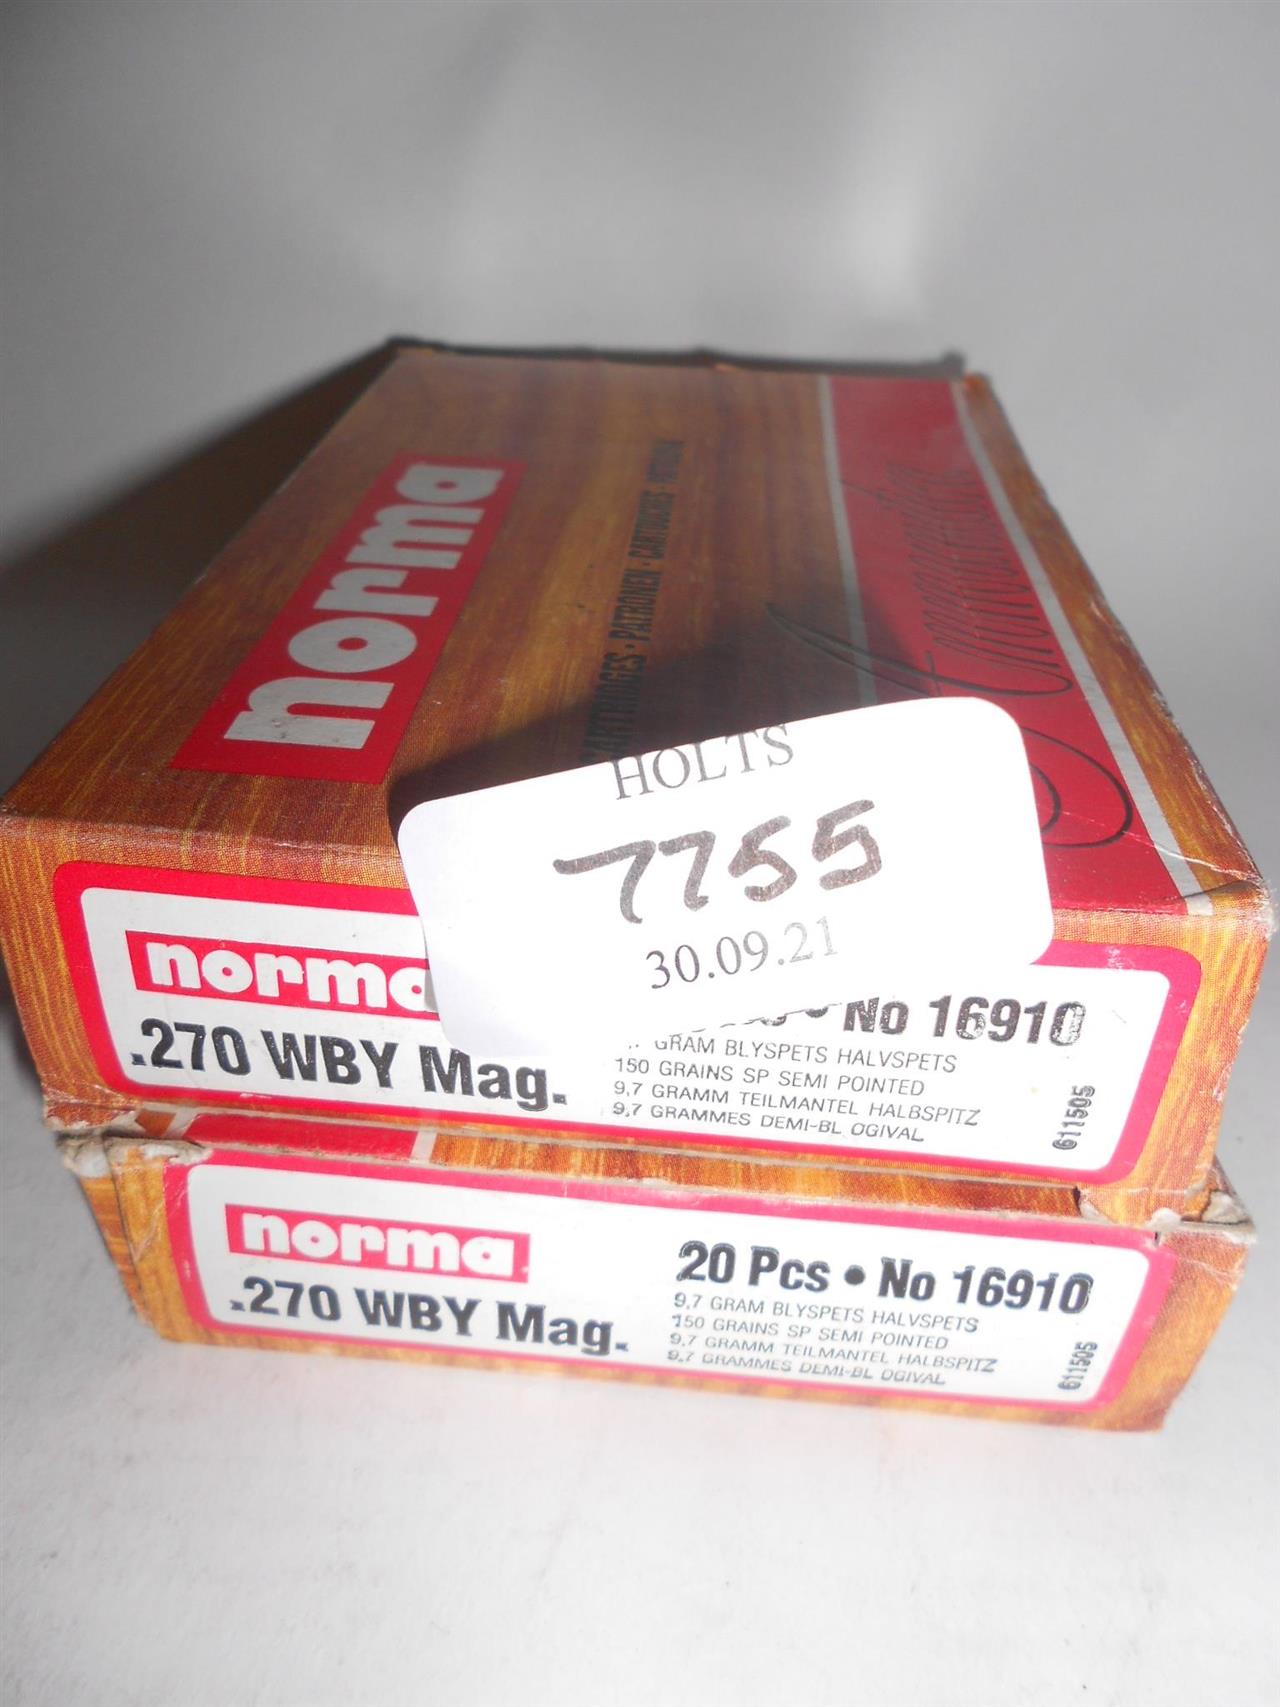 norma
CARTRIDGES · PATRONEN · CARTOUCHES · PATRONER
Ammunition
HOLTS
7755
30.09.21
norma
.270 WBY Mag.
No 16910
GRAM BLYSPETS HALVSPETS
150 GRAINS SP SEMI POINTED
9,7 GRAMM TEILMANTEL HALBSPITZ
9,7 GRAMMES DEMI-BL OGIVAL
611505
norma
.270 WBY Mag.
20 Pcs • No 16910
9,7 GRAM BLYSPETS HALVSPETS
150 GRAINS SP SEMI POINTED
9,7 GRAMM TEILMANTEL HALBSPITZ
9,7 GRAMMES DEMI-BL OGIVAL
611505